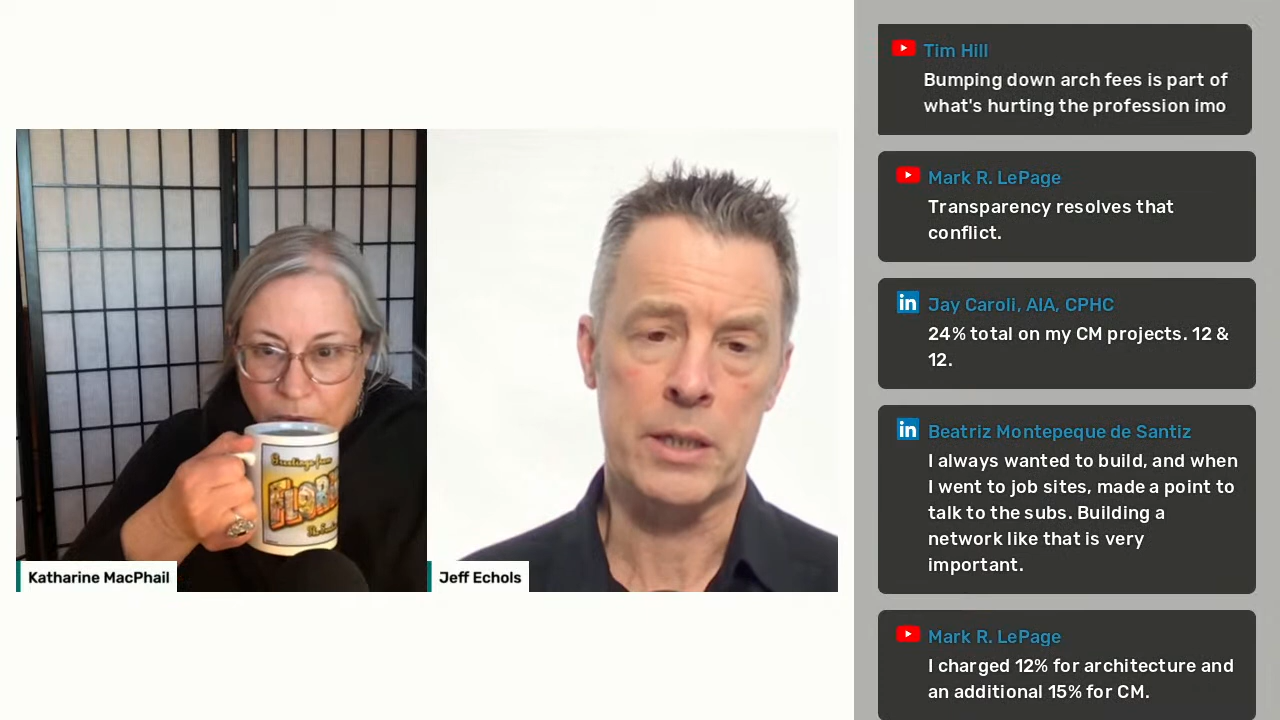 Greetings from
Katharine MacPhail
Jeff Echols
Tim Hill
Bumping down arch fees is part of
what's hurting the profession imo
Mark R. LePage
Transparency resolves that
conflict.
Jay Caroli, AIA, CPHC
24% total on my CM projects. 12 &
12.
Beatriz Montepeque de Santiz
I always wanted to build, and when
I went to job sites, made a point to
talk to the subs. Building a
network like that is very
important.
Mark R. LePage
I charged 12% for architecture and
an additional 15% for CM.